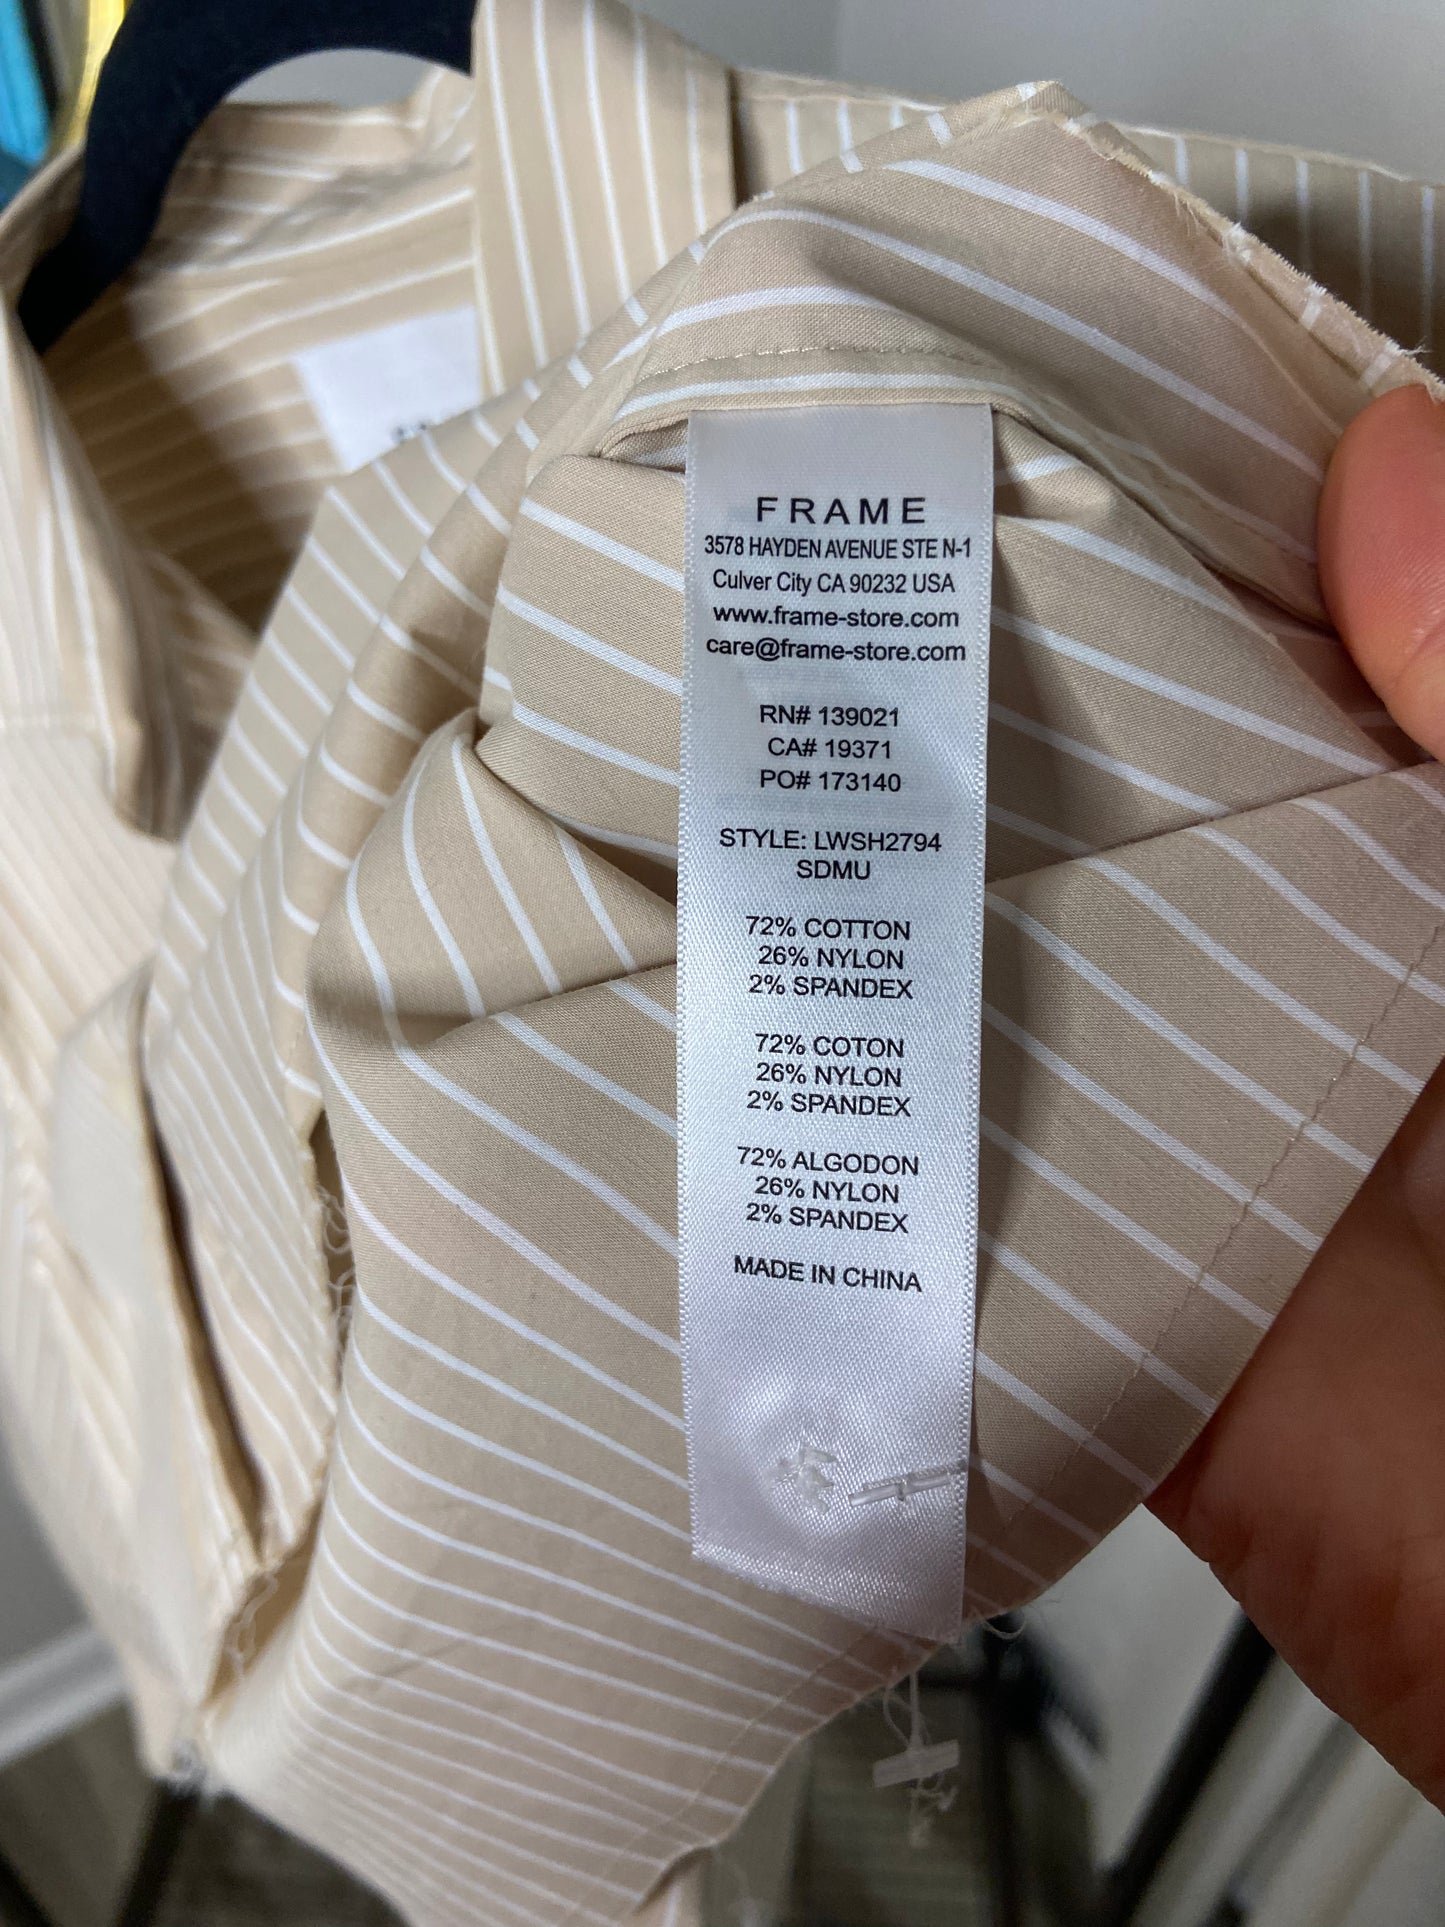 FRAME
3578 HAYDEN AVENUE STE N-1
Culver City CA 90232 USA
www.frame-store.com
care@frame-store.com
RN# 139021
CA# 19371
PO# 173140
STYLE: LWSH2794
SDMU
72% COTTON
26% NYLON
2% SPANDEX
72% COTON
26% NYLON
2% SPANDEX
72% ALGODON
26% NYLON
2% SPANDEX
MADE IN CHINA